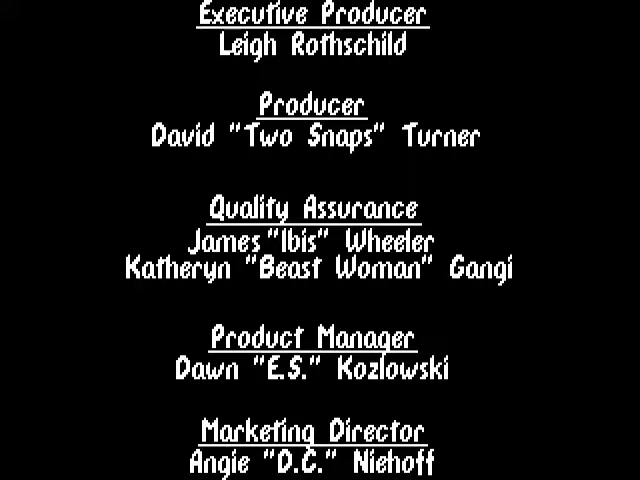 Executive Producer
Leigh Rothschild
Producer
David "Two Snaps" Turner
Quality Assurance
James "Ibis" Wheeler
Katheryn "Beast Woman" Gangi
Product Manager
Dawn "E.S." Kozlowski
Marketing Director
Angie "D.C." Niehoff